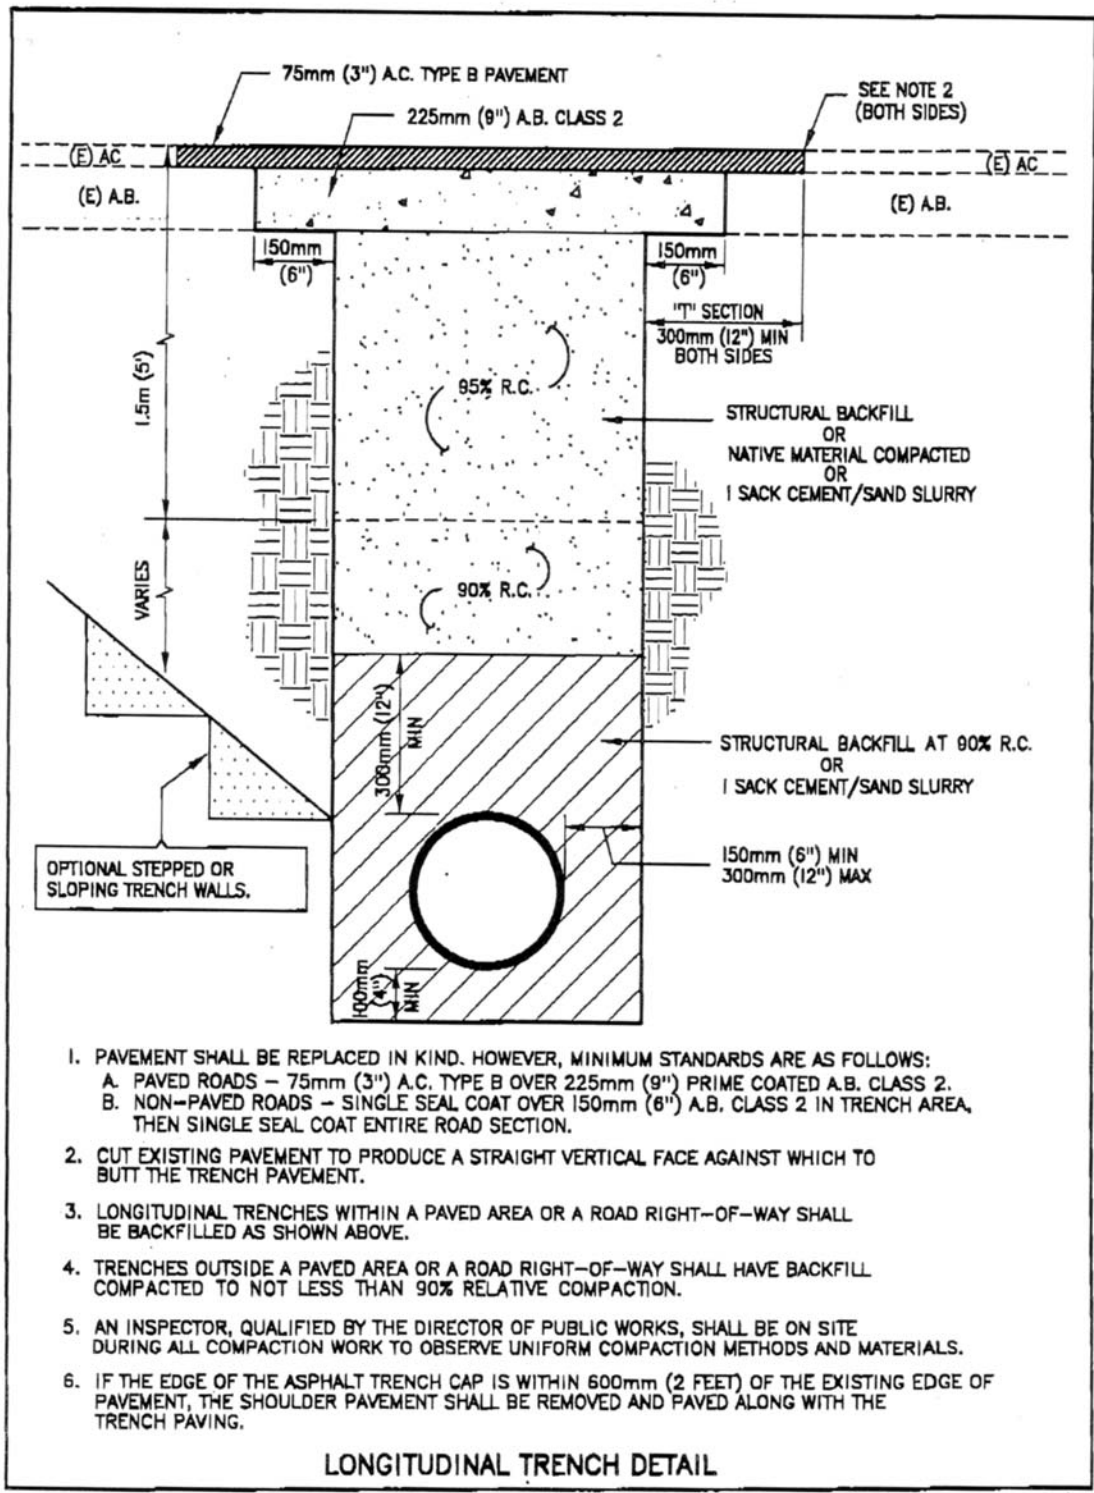 75mm (3") A.C. TYPE B PAVEMENT
SEE NOTE 2
(BOTH SIDES)
225mm (9") A.B. CLASS 2
(E) AC
(E) AC
(E) A.B.
(E) A.B.
150mm
(6")
150mm
(6")
"T" SECTION
300mm (12") MIN
BOTH SIDES
1.5m (5')
95% R.C.
STRUCTURAL BACKFILL
OR
NATIVE MATERIAL COMPACTED
OR
1 SACK CEMENT/SAND SLURRY
VARIES
90% R.C.
300mm (12")
MIN
STRUCTURAL BACKFILL AT 90% R.C.
OR
1 SACK CEMENT/SAND SLURRY
OPTIONAL STEPPED OR
SLOPING TRENCH WALLS.
150mm (6") MIN
300mm (12") MAX
100mm
(4")
MIN
1. PAVEMENT SHALL BE REPLACED IN KIND. HOWEVER, MINIMUM STANDARDS ARE AS FOLLOWS:
A. PAVED ROADS - 75mm (3") A.C. TYPE B OVER 225mm (9") PRIME COATED A.B. CLASS 2.
B. NON-PAVED ROADS - SINGLE SEAL COAT OVER 150mm (6") A.B. CLASS 2 IN TRENCH AREA,
THEN SINGLE SEAL COAT ENTIRE ROAD SECTION.
2. CUT EXISTING PAVEMENT TO PRODUCE A STRAIGHT VERTICAL FACE AGAINST WHICH TO
BUTT THE TRENCH PAVEMENT.
3. LONGITUDINAL TRENCHES WITHIN A PAVED AREA OR A ROAD RIGHT-OF-WAY SHALL
BE BACKFILLED AS SHOWN ABOVE.
4. TRENCHES OUTSIDE A PAVED AREA OR A ROAD RIGHT-OF-WAY SHALL HAVE BACKFILL
COMPACTED TO NOT LESS THAN 90% RELATIVE COMPACTION.
5. AN INSPECTOR, QUALIFIED BY THE DIRECTOR OF PUBLIC WORKS, SHALL BE ON SITE
DURING ALL COMPACTION WORK TO OBSERVE UNIFORM COMPACTION METHODS AND MATERIALS.
6. IF THE EDGE OF THE ASPHALT TRENCH CAP IS WITHIN 600mm (2 FEET) OF THE EXISTING EDGE OF
PAVEMENT, THE SHOULDER PAVEMENT SHALL BE REMOVED AND PAVED ALONG WITH THE
TRENCH PAVING.
LONGITUDINAL TRENCH DETAIL